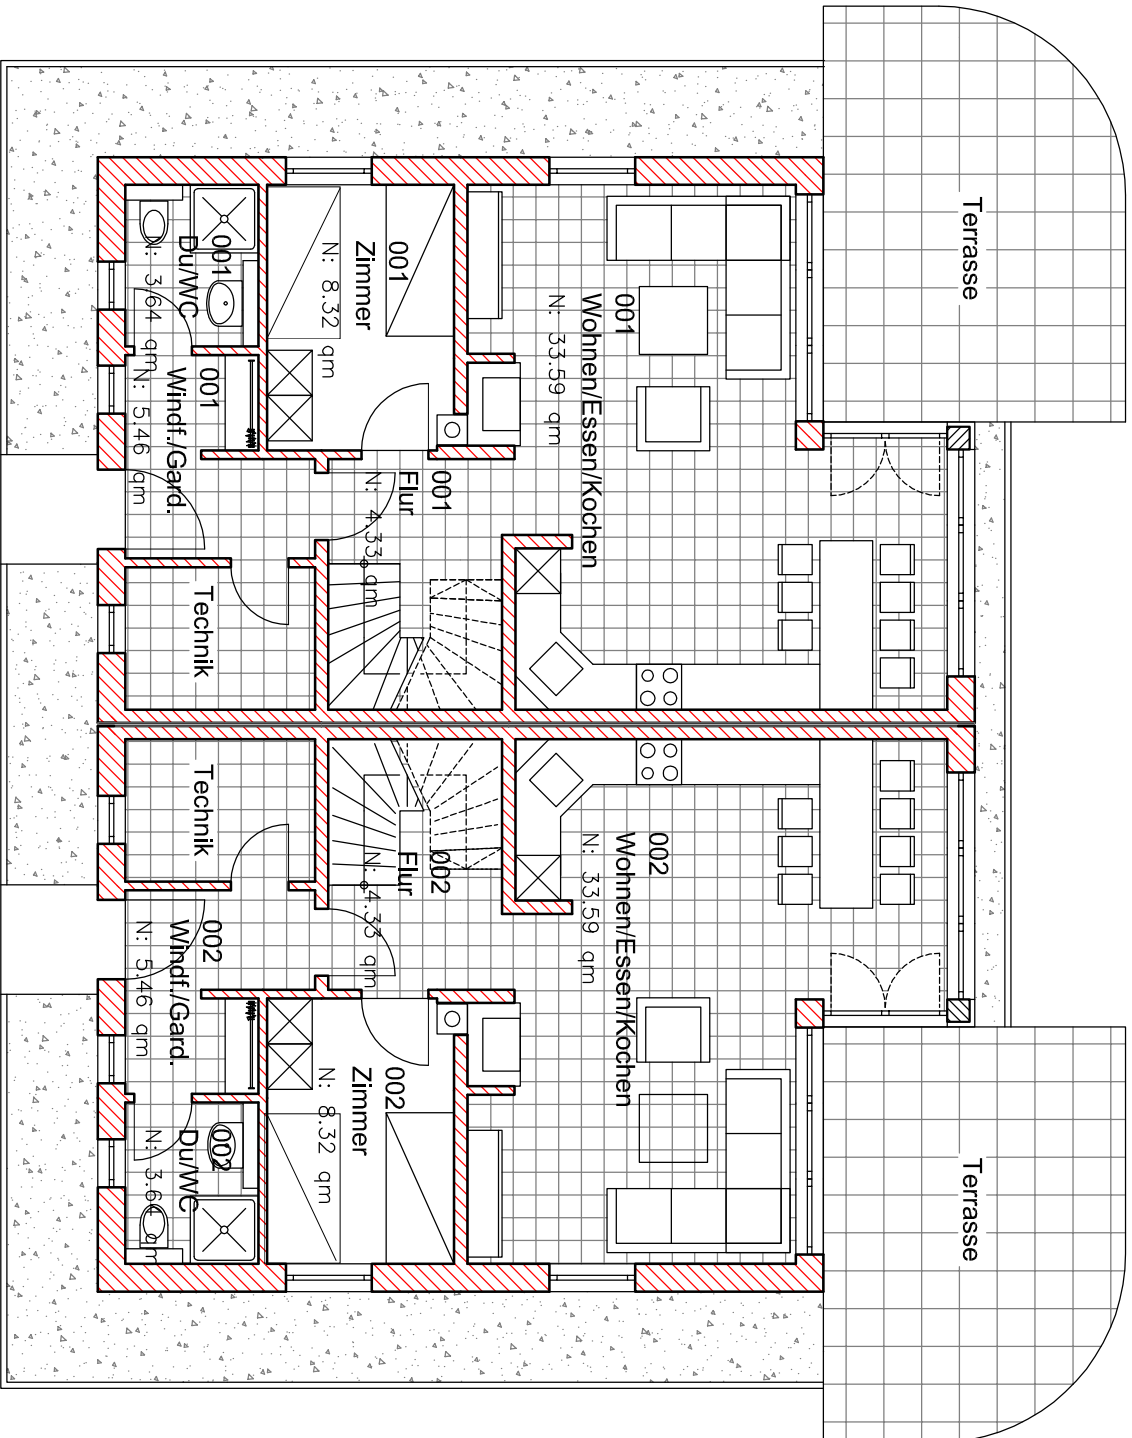 Terrasse
001
Wohnen/Essen/Kochen
N: 33.59 qm
001
Zimmer
N: 8.32 qm
001
Du/WC
N: 3.64 qm
001
Windf./Gard.
N: 5.46 qm
001
Flur
N: 4.33 qm
Technik
Technik
002
Flur
N: 4.33 qm
002
Wohnen/Essen/Kochen
N: 33.59 qm
002
Windf./Gard.
N: 5.46 qm
002
Zimmer
N: 8.32 qm
002
Du/WC
N: 3.64 qm
Terrasse